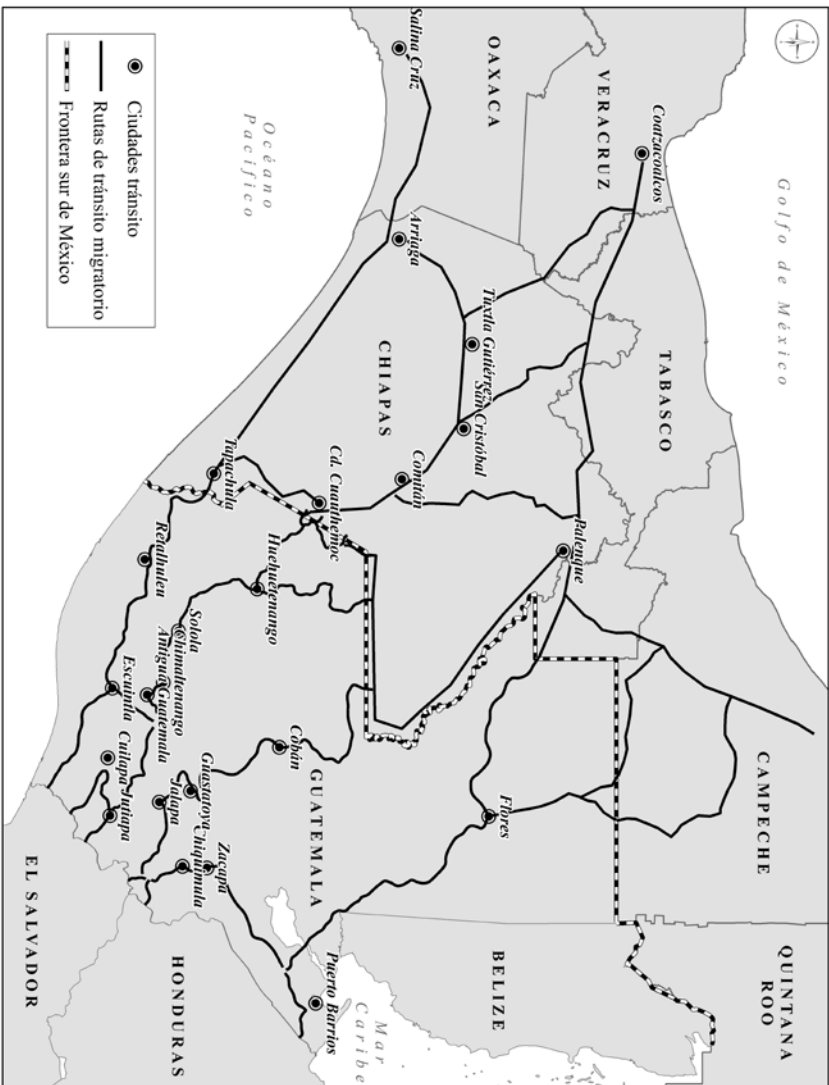 Golfo de México
QUINTANA
ROO
CAMPECHE
TABASCO
Coatzacoalcos
VERACRUZ
Palenque
Flores
BELIZE
OAXACA
Tuxtla Gutiérrez
San Cristóbal
Comitán
Salina Cruz
Arriaga
CHIAPAS
Mar
Caribe
Cd. Cuauthemoc
Puerto Barrios
GUATEMALA
Cobán
Huehuetenango
Océano
Pacífico
Tapachula
Zacapa
Guastatoya
Chiquimula
Solola
Chimaltenango
Jalapa
HONDURAS
Retalhuleu
Antigua Guatemala
Escuintla
Cuilapa
Jutiapa
EL SALVADOR
Ciudades tránsito
Rutas de tránsito migratorio
Frontera sur de México